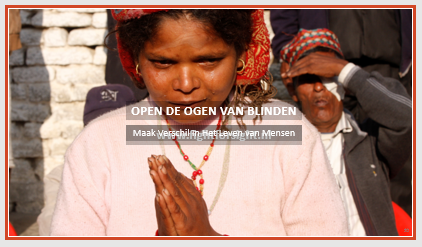 OPEN DE OGEN VAN BLINDEN
Maak Verschil in Het Leven van Mensen